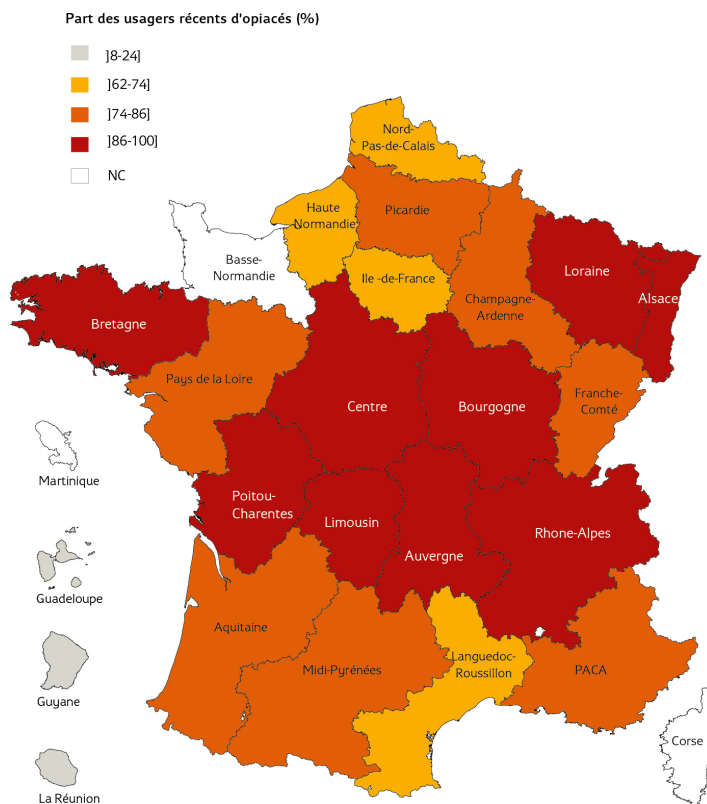 Part des usagers récents d'opiacés (%)
]8-24]
]62-74]
]74-86]
]86-100]
NC
Nord-
Pas-de-Calais
Haute
Normandie
Picardie
Basse-
Normandie
Ile -de-France
Loraine
Alsace
Champagne-
Ardenne
Bretagne
Pays de la Loire
Centre
Bourgogne
Franche-
Comté
Martinique
Poitou-
Charentes
Limousin
Rhone-Alpes
Auvergne
Guadeloupe
Aquitaine
Languedoc-
Roussillon
Midi-Pyrénées
PACA
Guyane
Corse
La Réunion